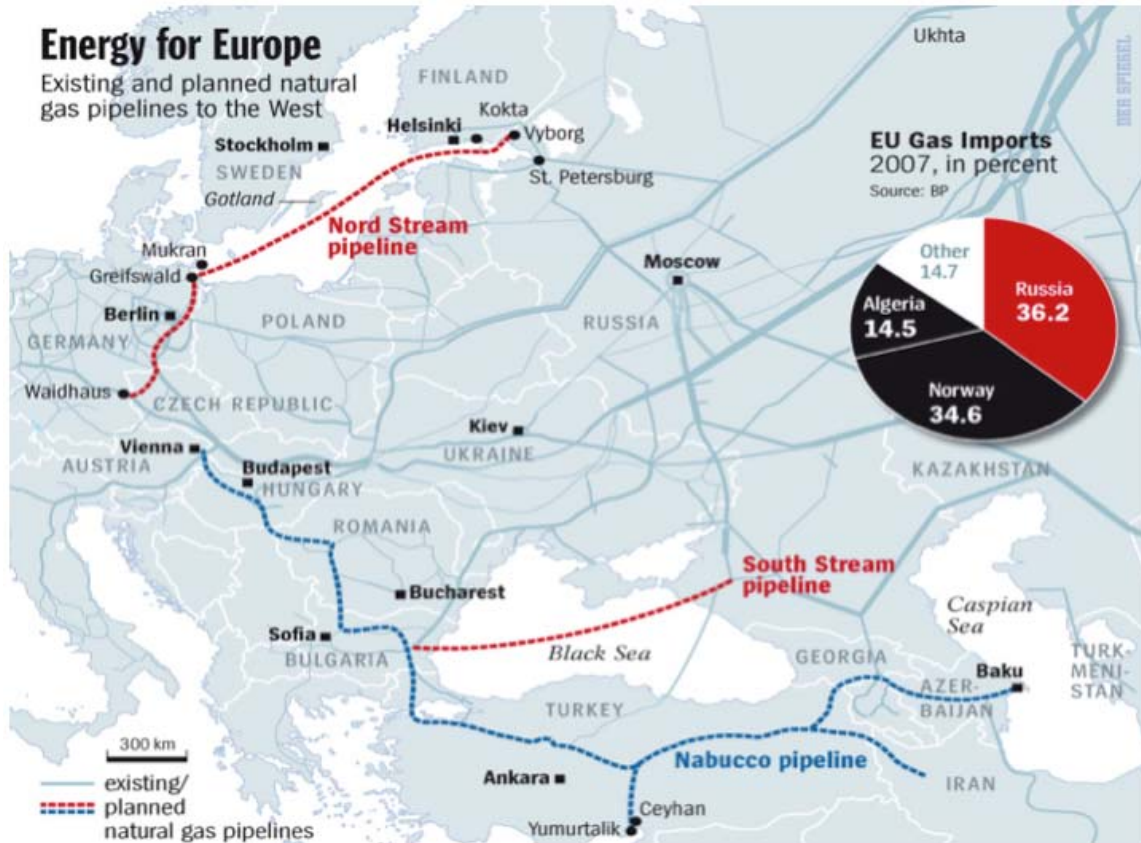 Energy for Europe
Existing and planned natural
gas pipelines to the West
Ukhta
DER SPIEGEL
FINLAND
Kokta
Helsinki
Vyborg
Stockholm
SWEDEN
St. Petersburg
Gotland
Nord Stream
pipeline
EU Gas Imports
2007, in percent
Source: BP
Other
14.7
Russia
36.2
Algeria
14.5
Norway
34.6
Mukran
Greifswald
Moscow
Berlin
POLAND
RUSSIA
GERMANY
Waidhaus
CZECH REPUBLIC
Kiev
UKRAINE
Vienna
AUSTRIA
Budapest
HUNGARY
KAZAKHSTAN
ROMANIA
South Stream
pipeline
Bucharest
Caspian
Sea
Sofia
BULGARIA
Black Sea
GEORGIA
TURK-
MENI-
STAN
Baku
AZER-
BAIJAN
TURKEY
300 km
Ankara
Nabucco pipeline
IRAN
existing/
planned
natural gas pipelines
Ceyhan
Yumurtalik